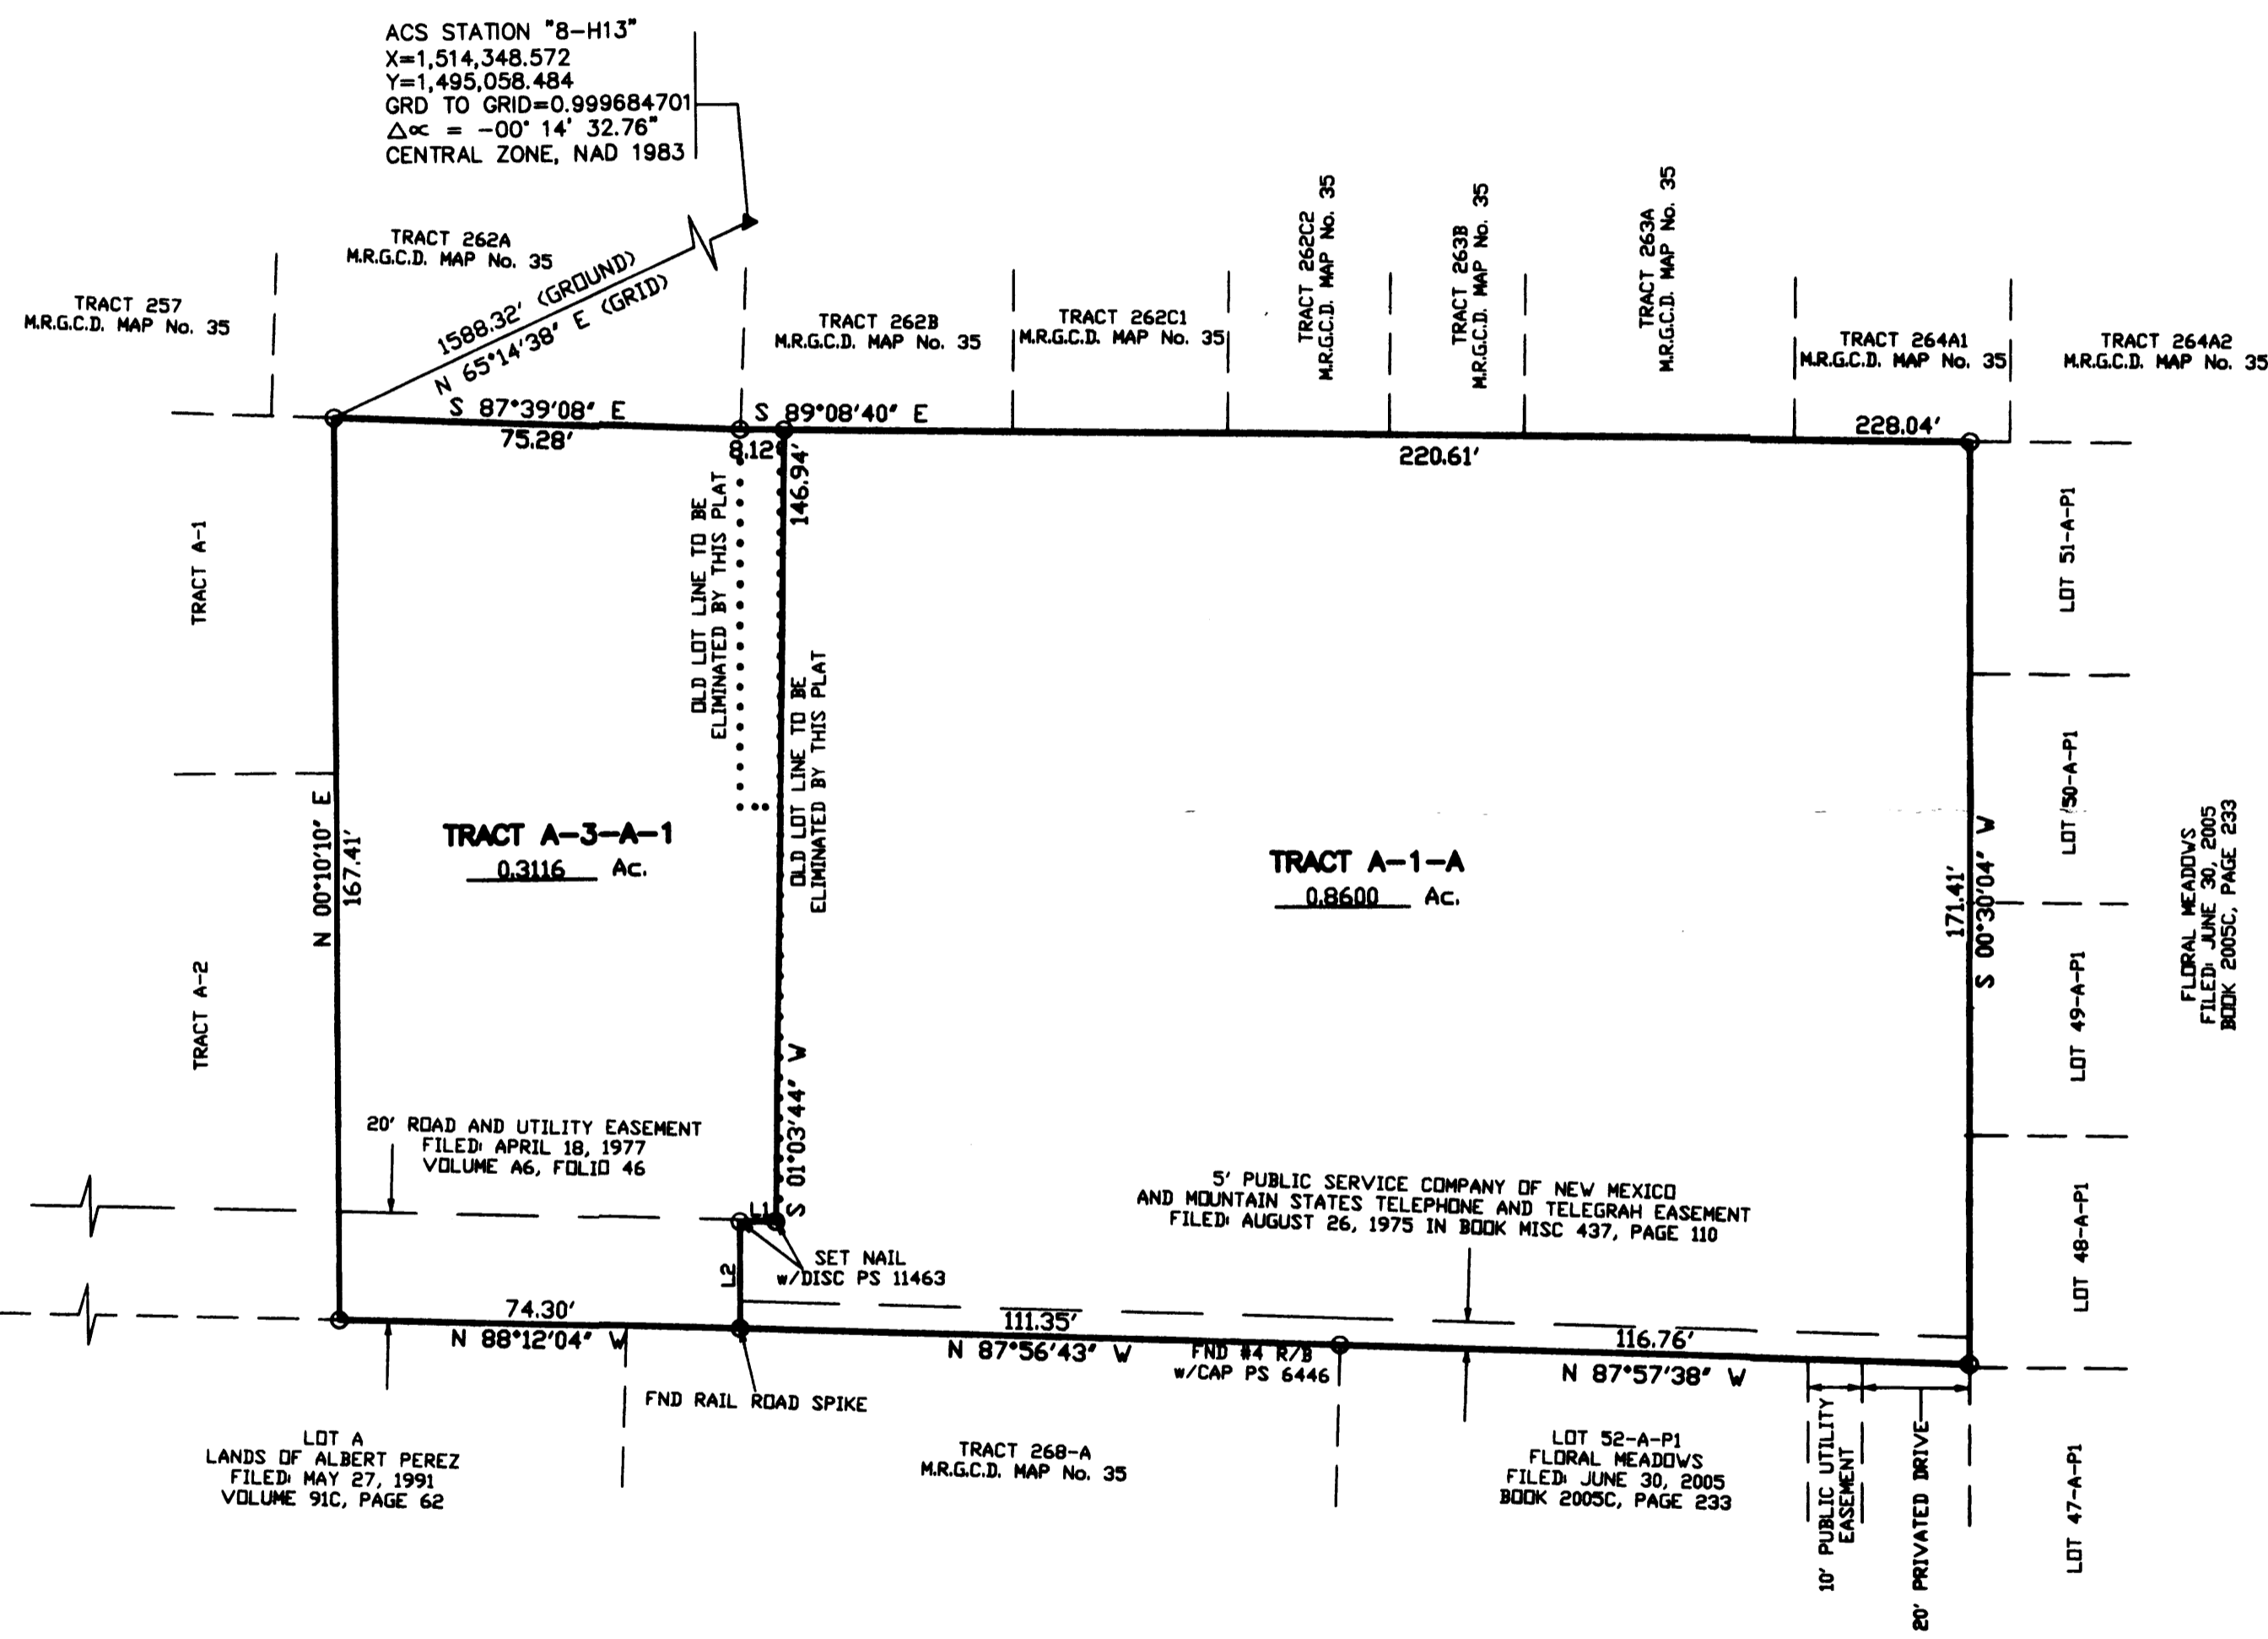 ACS STATION "8-H13"
X=1,514,348.572
Y=1,495,058.484
GRD TO GRID=0.999684701
Δ∝ = -00° 14' 32.76"
CENTRAL ZONE, NAD 1983
TRACT 257
M.R.G.C.D. MAP No. 35
TRACT 262A
M.R.G.C.D. MAP No. 35
1588.32' (GROUND)
N 65°14'38" E (GRID)
TRACT 262B
M.R.G.C.D. MAP No. 35
TRACT 262C1
M.R.G.C.D. MAP No. 35
TRACT 262C2
M.R.G.C.D. MAP No. 35
TRACT 263B
M.R.G.C.D. MAP No. 35
TRACT 263A
M.R.G.C.D. MAP No. 35
TRACT 264A1
M.R.G.C.D. MAP No. 35
TRACT 264A2
M.R.G.C.D. MAP No. 35
S 87°39'08" E
75.28'
S 89°08'40" E
8.12'
220.61'
228.04'
146.94'
OLD LOT LINE TO BE
ELIMINATED BY THIS PLAT
OLD LOT LINE TO BE
ELIMINATED BY THIS PLAT
TRACT A-1
TRACT A-2
N 00°10'10" E
167.41'
TRACT A-3-A-1
0.3116 Ac.
TRACT A-1-A
0.8600 Ac.
S 01°03'44" W
171.41'
S 00°30'04" W
LOT 51-A-P1
LOT 50-A-P1
LOT 49-A-P1
LOT 48-A-P1
LOT 47-A-P1
FLORAL MEADOWS
FILED: JUNE 30, 2005
BOOK 2005C, PAGE 233
20' ROAD AND UTILITY EASEMENT
FILED: APRIL 18, 1977
VOLUME A6, FOLIO 46
L1
L2
SET NAIL
w/DISC PS 11463
5' PUBLIC SERVICE COMPANY OF NEW MEXICO
AND MOUNTAIN STATES TELEPHONE AND TELEGRAH EASEMENT
FILED: AUGUST 26, 1975 IN BOOK MISC 437, PAGE 110
74.30'
N 88°12'04" W
111.35'
N 87°56'43" W
FND #4 R/B
w/CAP PS 6446
116.76'
N 87°57'38" W
FND RAIL ROAD SPIKE
LOT A
LANDS OF ALBERT PEREZ
FILED: MAY 27, 1991
VOLUME 91C, PAGE 62
TRACT 268-A
M.R.G.C.D. MAP No. 35
LOT 52-A-P1
FLORAL MEADOWS
FILED: JUNE 30, 2005
BOOK 2005C, PAGE 233
10' PUBLIC UTILITY
EASEMENT
20' PRIVATED DRIVE